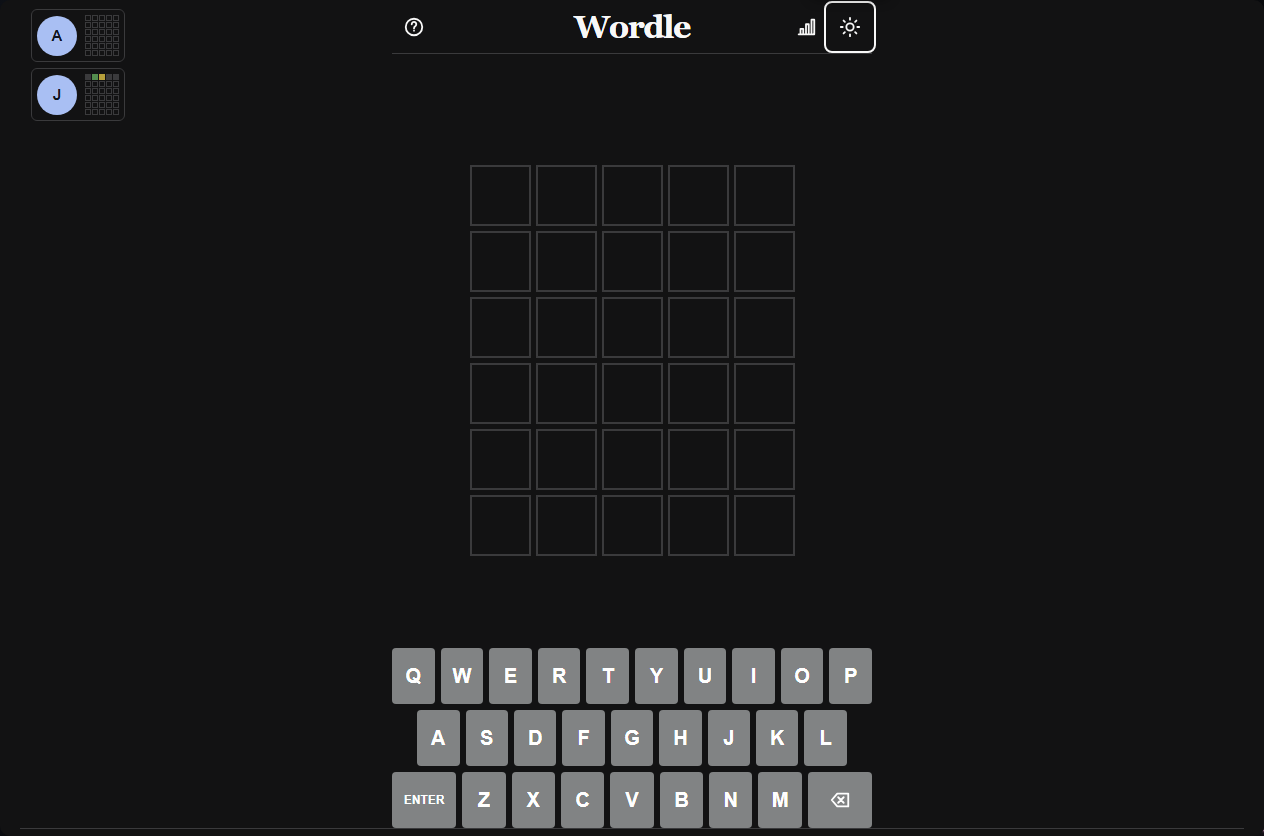 A
J
Wordle
Q W E R T Y U I O P
A S D F G H J K L
ENTER Z X C V B N M